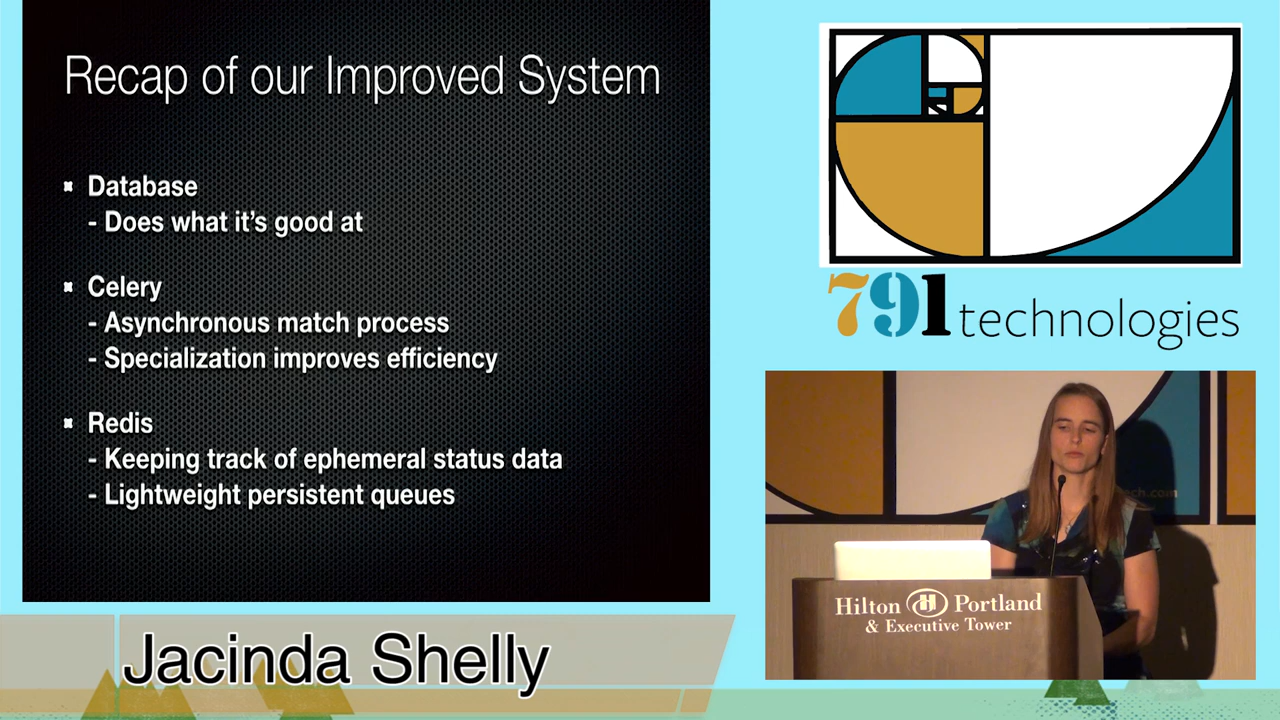 Recap of our Improved System
Database
- Does what it's good at
Celery
- Asynchronous match process
- Specialization improves efficiency
Redis
- Keeping track of ephemeral status data
- Lightweight persistent queues
791 technologies
Hilton Portland
& Executive Tower
Jacinda Shelly